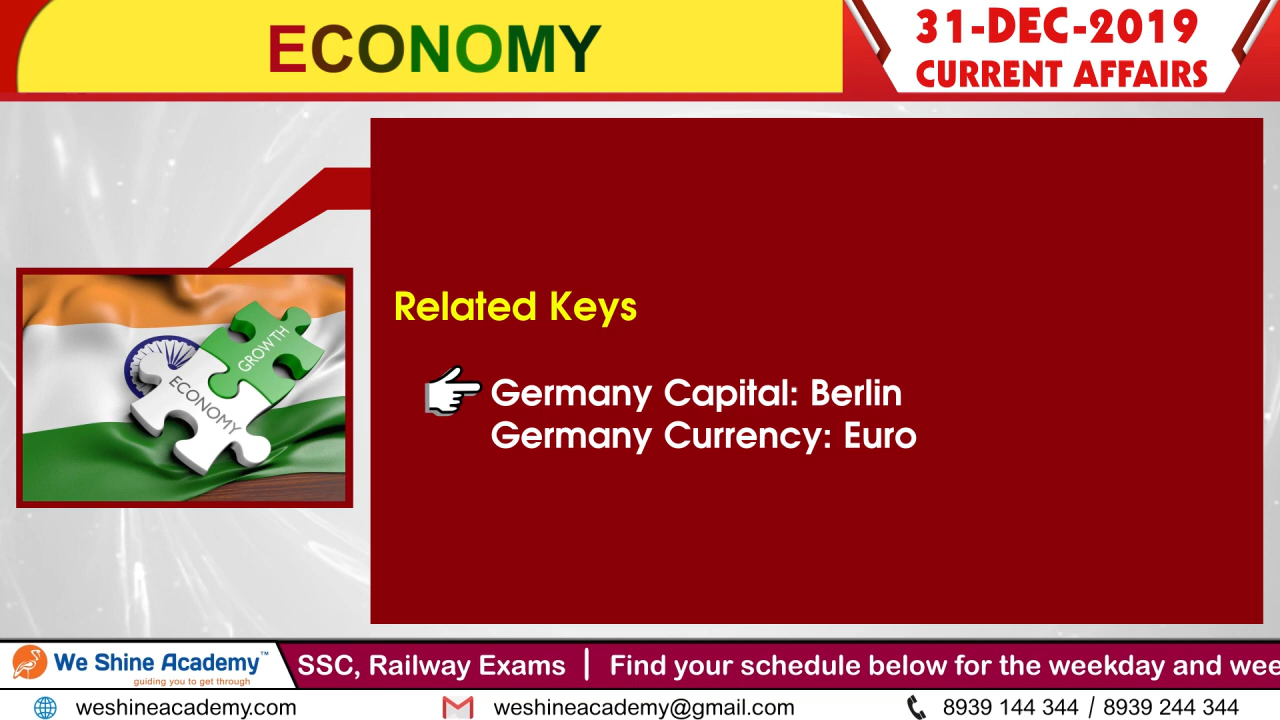 ECONOMY
31-DEC-2019
CURRENT AFFAIRS
GROWTH
ECONOMY
Related Keys
Germany Capital: Berlin
Germany Currency: Euro
We Shine Academy™
guiding you to get through
SSC, Railway Exams | Find your schedule below for the weekday and wee
weshineacademy.com
weshineacademy@gmail.com
8939 144 344 / 8939 244 344